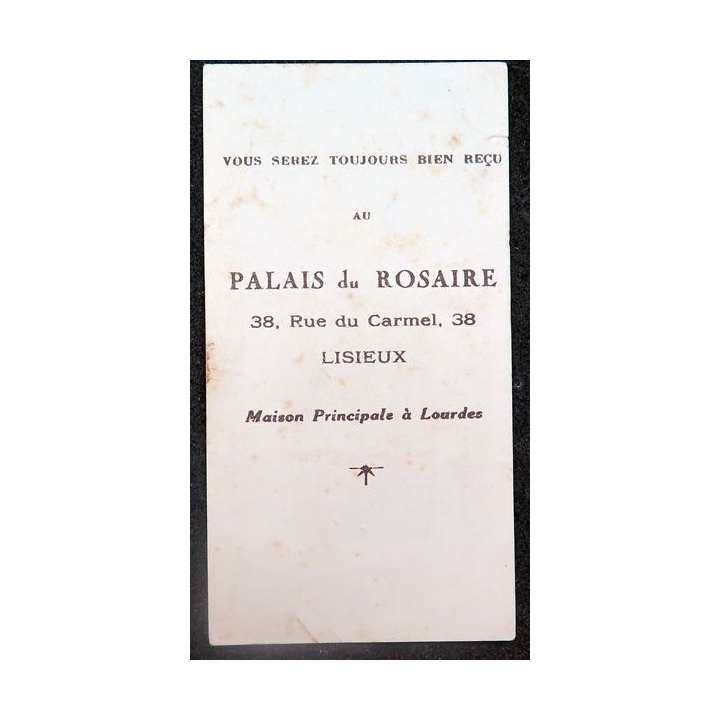 VOUS SEREZ TOUJOURS BIEN REÇU
AU
PALAIS du ROSAIRE
38, Rue du Carmel, 38
LISIEUX
Maison Principale à Lourdes